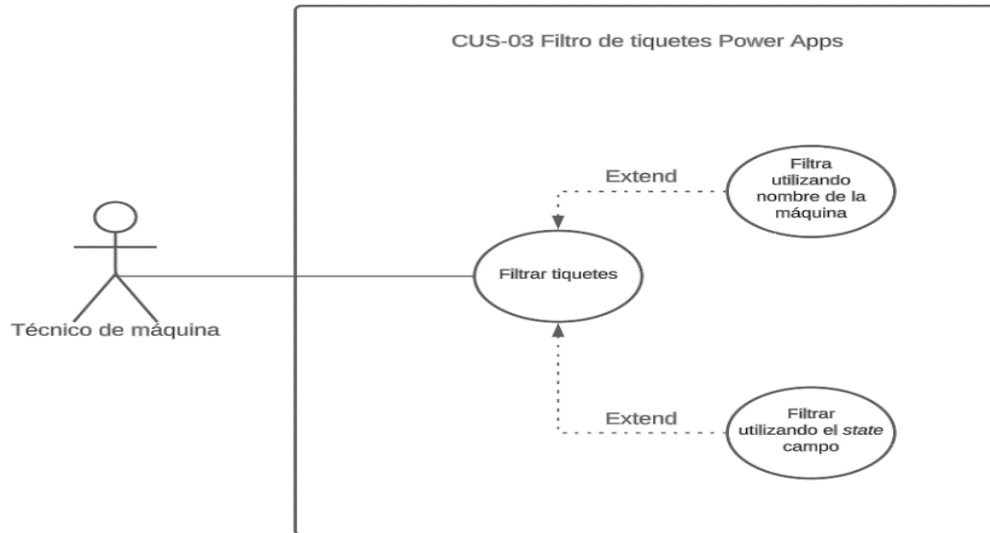 CUS-03 Filtro de tiquetes Power Apps
Extend
Filtra
utilizando
nombre de la
máquina
Filtrar tiquetes
Técnico de máquina
Extend
Filtrar
utilizando el state
campo